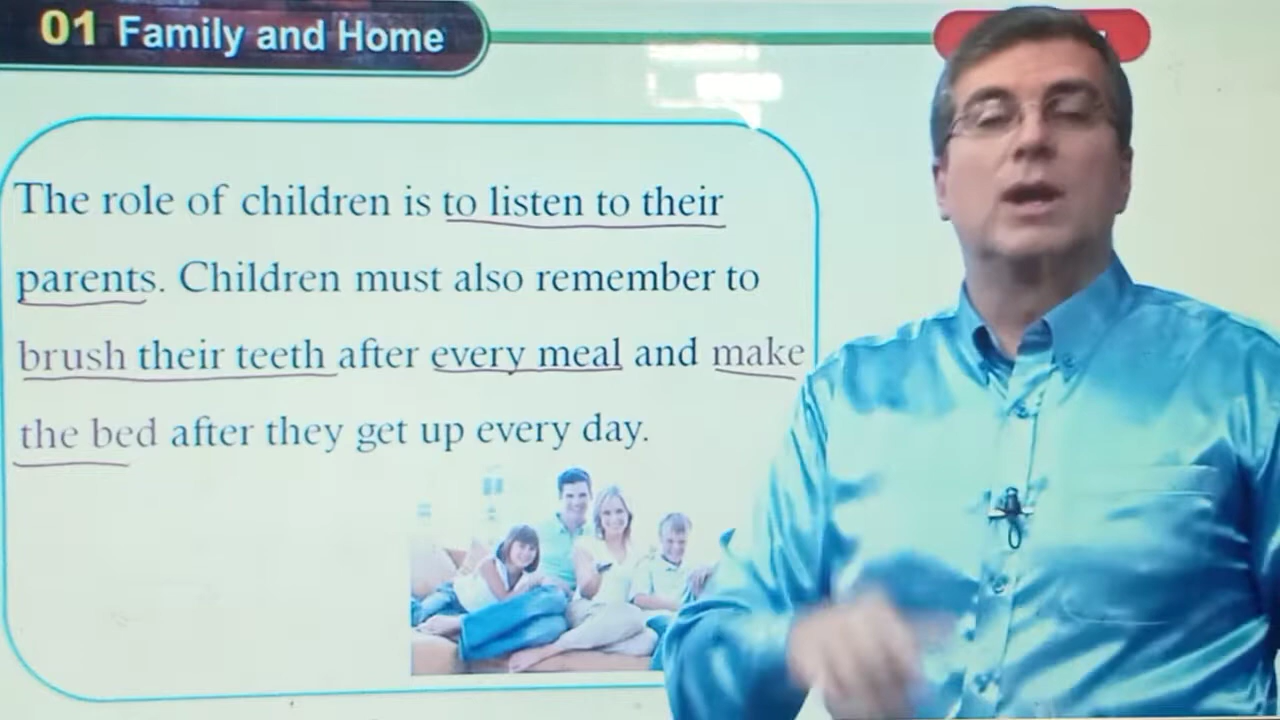 01 Family and Home
The role of children is to listen to their
parents. Children must also remember to
brush their teeth after every meal and make
the bed after they get up every day.